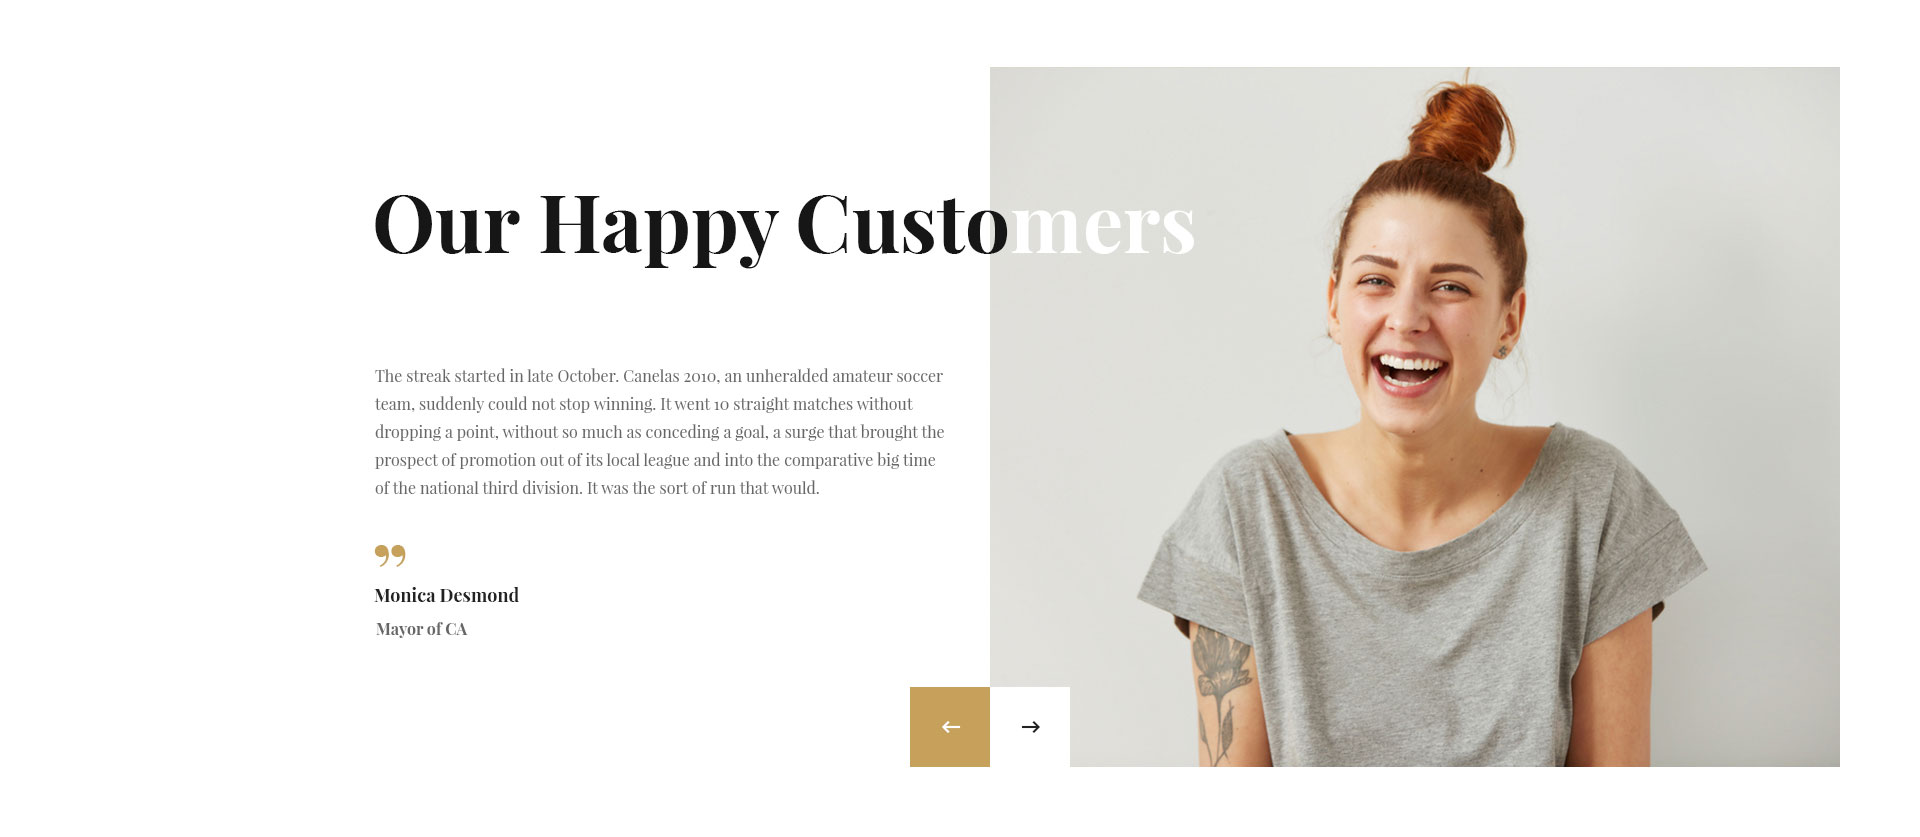 Our Happy Customers
The streak started in late October. Canelas 2010, an unheralded amateur soccer
team, suddenly could not stop winning. It went 10 straight matches without
dropping a point, without so much as conceding a goal, a surge that brought the
prospect of promotion out of its local league and into the comparative big time
of the national third division. It was the sort of run that would.
”
Monica Desmond
Mayor of CA
← →